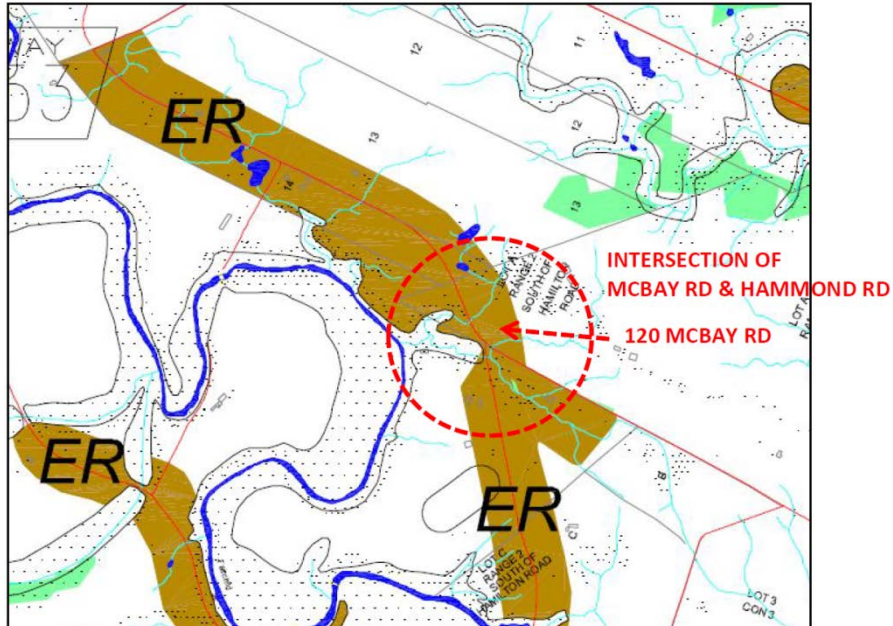 12
11
13
12
ER
14
13
LOT A
RANGE 2
SOUTH OF
HAMILTON
ROAD
INTERSECTION OF
MCBAY RD & HAMMOND RD
120 MCBAY RD
ER
B
ER
C
LOT C
RANGE 2
SOUTH OF
HAMILTON ROAD
LOT 3
CON 3